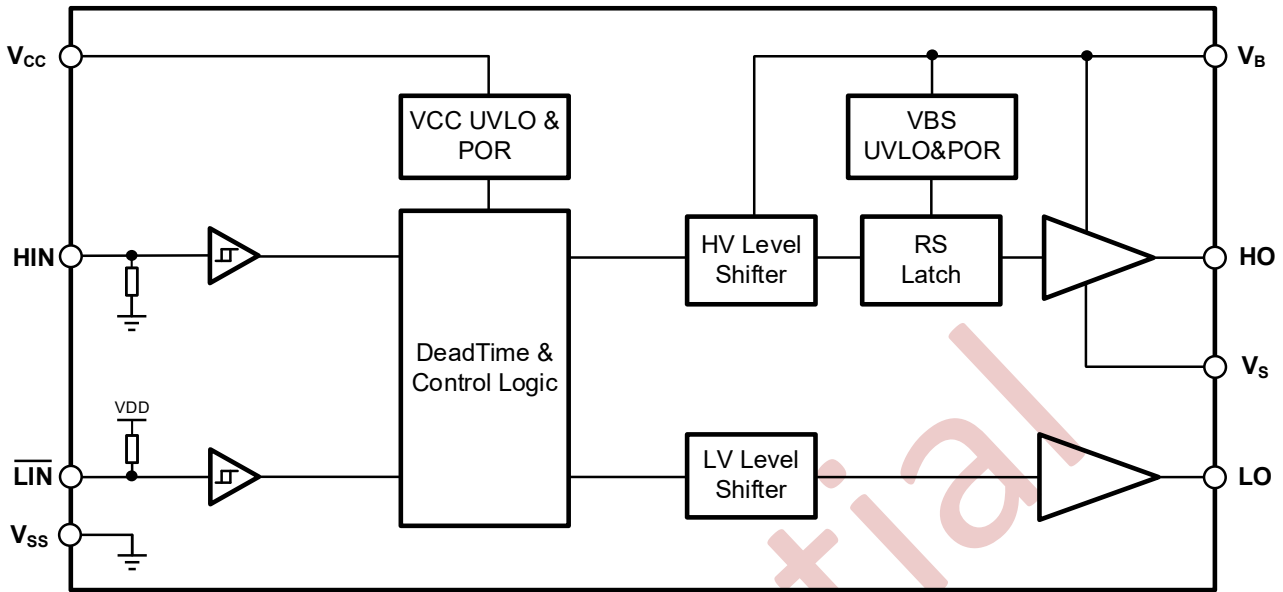 VCC
VB
VCC UVLO &
POR
VBS
UVLO&POR
HIN
HV Level
Shifter
RS
Latch
HO
DeadTime &
Control Logic
VS
VDD
LIN
LV Level
Shifter
LO
VSS
tial